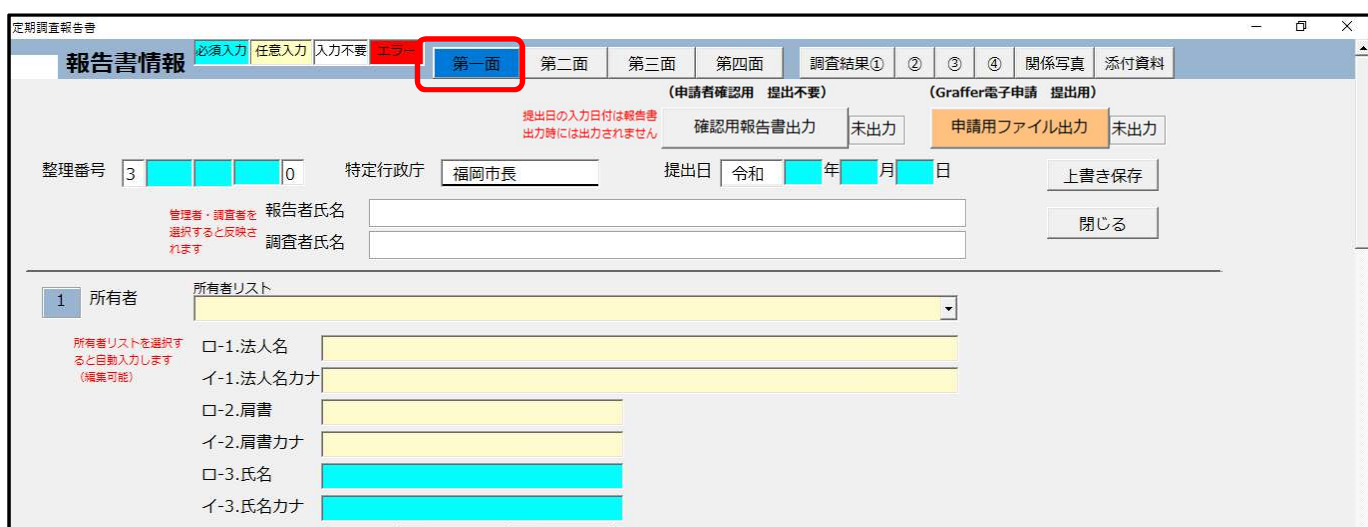 定期調査報告書
報告書情報 必須入力 任意入力 入力不要 エラー 第一面 第二面 第三面 第四面 調査結果① ② ③ ④ 関係写真 添付資料
(申請者確認用 提出不要) (Graffer電子申請 提出用)
提出日の入力日付は報告書
出力時には出力されません
確認用報告書出力 未出力 申請用ファイル出力 未出力
整理番号 3 0 特定行政庁 福岡市長 提出日 令和 年 月 日 上書き保存
管理者・調査者を
選択すると反映さ
れます
報告者氏名
調査者氏名
閉じる
1 所有者 所有者リスト
所有者リストを選択す
ると自動入力します
(編集可能)
ロ-1.法人名
イ-1.法人名カナ
ロ-2.肩書
イ-2.肩書カナ
ロ-3.氏名
イ-3.氏名カナ